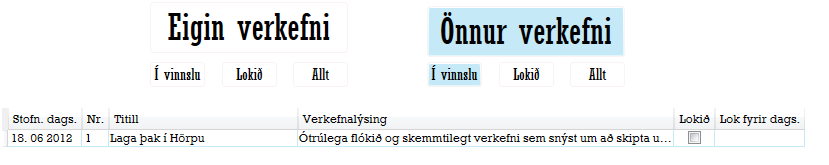 Eigin verkefni Önnur verkefni
Í vinnslu Lokið Allt Í vinnslu Lokið Allt
Stofn. dags. Nr. Titill Verkefnalýsing Lokið Lok fyrir dags.
18. 06 2012 1 Laga þak í Hörpu Ótrúlega flókið og skemmtilegt verkefni sem snýst um að skipta u...